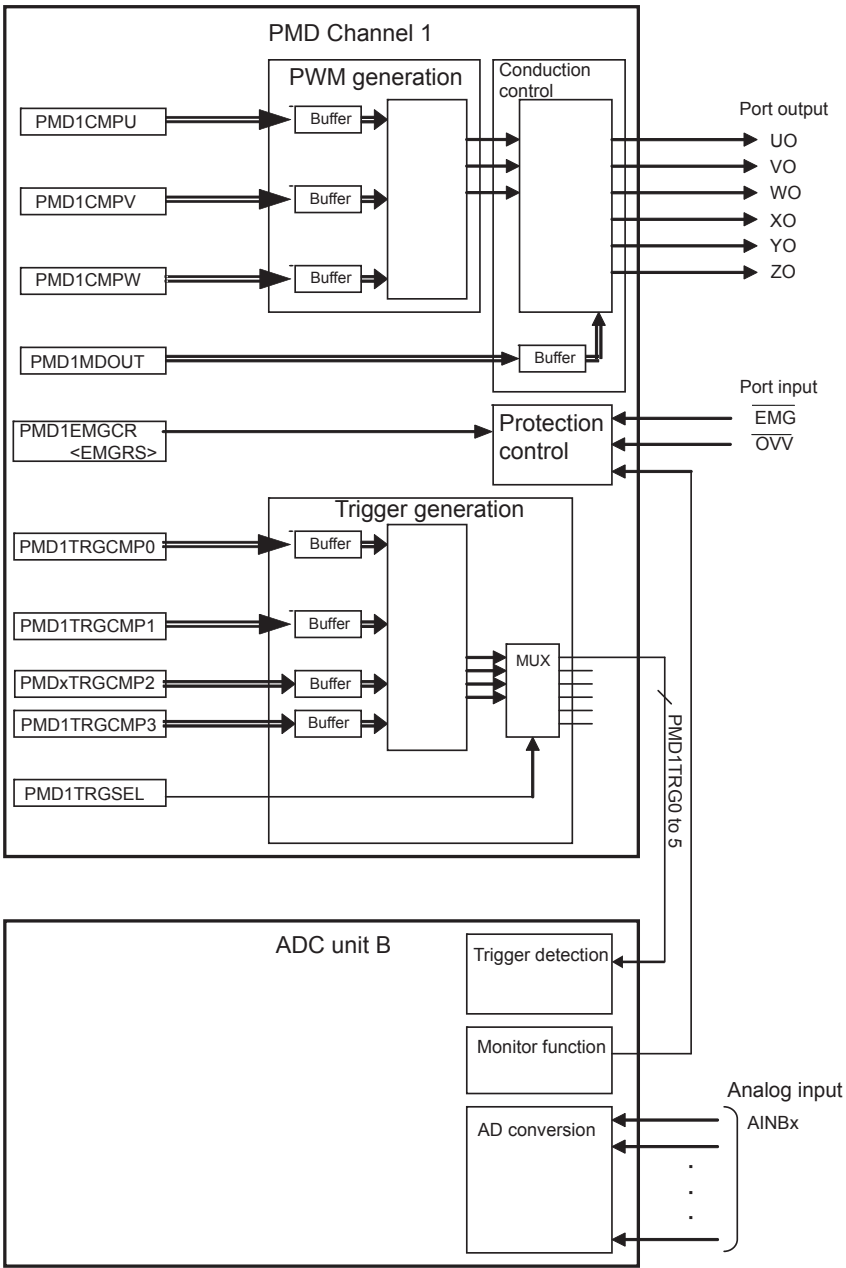 PMD Channel 1
PWM generation
Conduction
control
PMD1CMPU
Buffer
PMD1CMPV
Buffer
PMD1CMPW
Buffer
PMD1MDOUT
Buffer
Port output
UO
VO
WO
XO
YO
ZO
PMD1EMGCR
<EMGRS>
Protection
control
Port input
EMG
OVV
Trigger generation
PMD1TRGCMP0
Buffer
PMD1TRGCMP1
Buffer
PMDxTRGCMP2
Buffer
PMD1TRGCMP3
Buffer
MUX
PMD1TRGSEL
PMD1TRG0 to 5
ADC unit B
Trigger detection
Monitor function
AD conversion
Analog input
AINBx